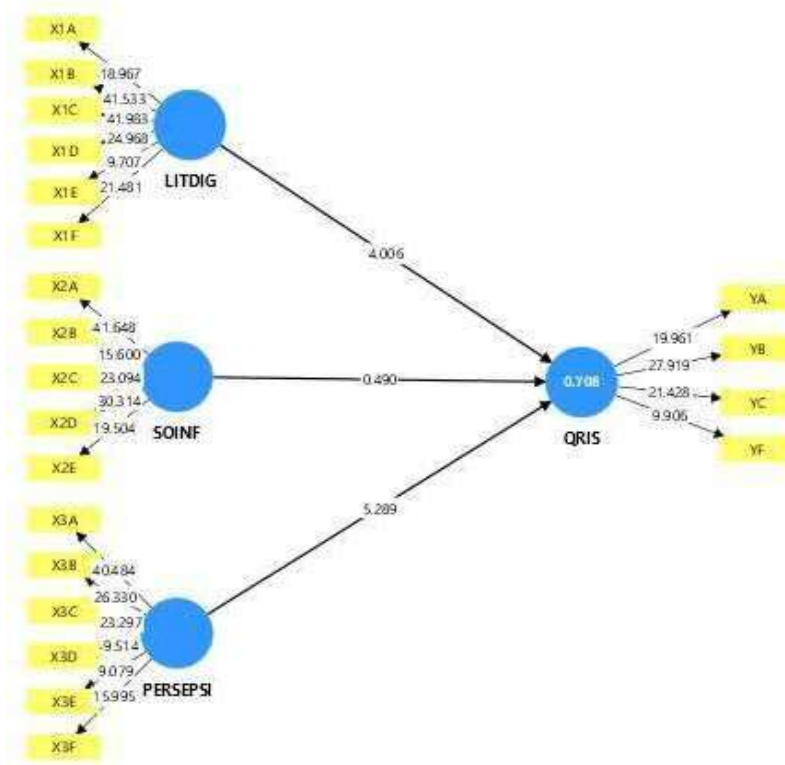 X1A
X1B
X1C
X1D
X1E
X1F
18.967
41.533
41.983
24.968
9.707
21.481
LITDIG
4.006
X2A
X2B
X2C
X2D
X2E
41.648
15.600
23.094
30.314
19.504
SOINF
0.490
X3A
X3B
X3C
X3D
X3E
X3F
40.484
26.330
23.297
9.514
9.079
15.995
PERSEPSI
5.289
0.708
QRIS
19.961
27.919
21.428
9.906
YA
YB
YC
YF